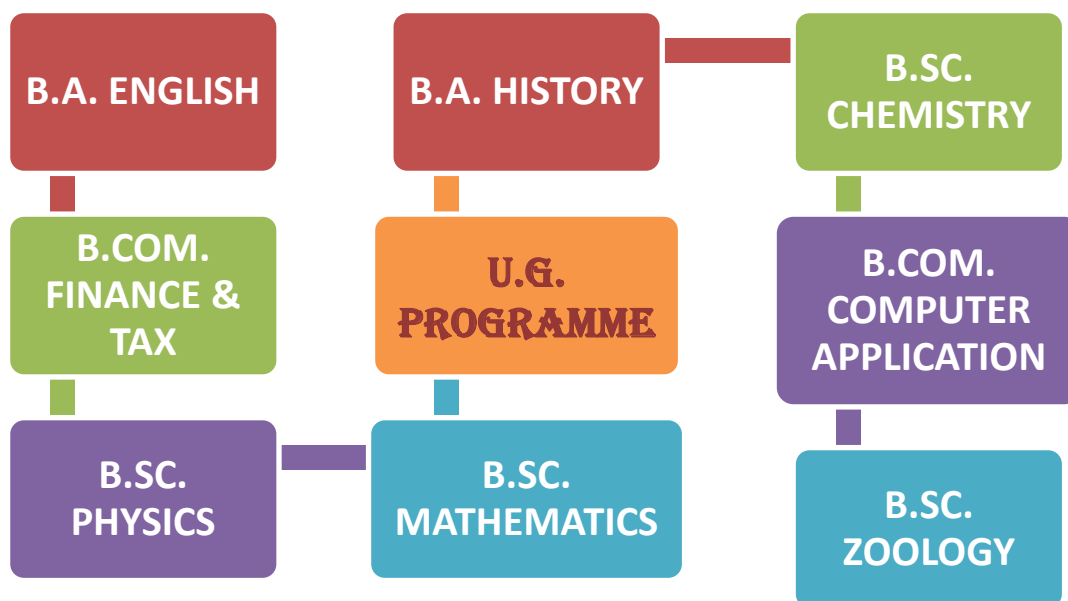 B.A. ENGLISH
B.COM.
FINANCE &
TAX
B.SC.
PHYSICS
B.SC.
MATHEMATICS
U.G.
PROGRAMME
B.A. HISTORY
B.SC.
CHEMISTRY
B.COM.
COMPUTER
APPLICATION
B.SC.
ZOOLOGY